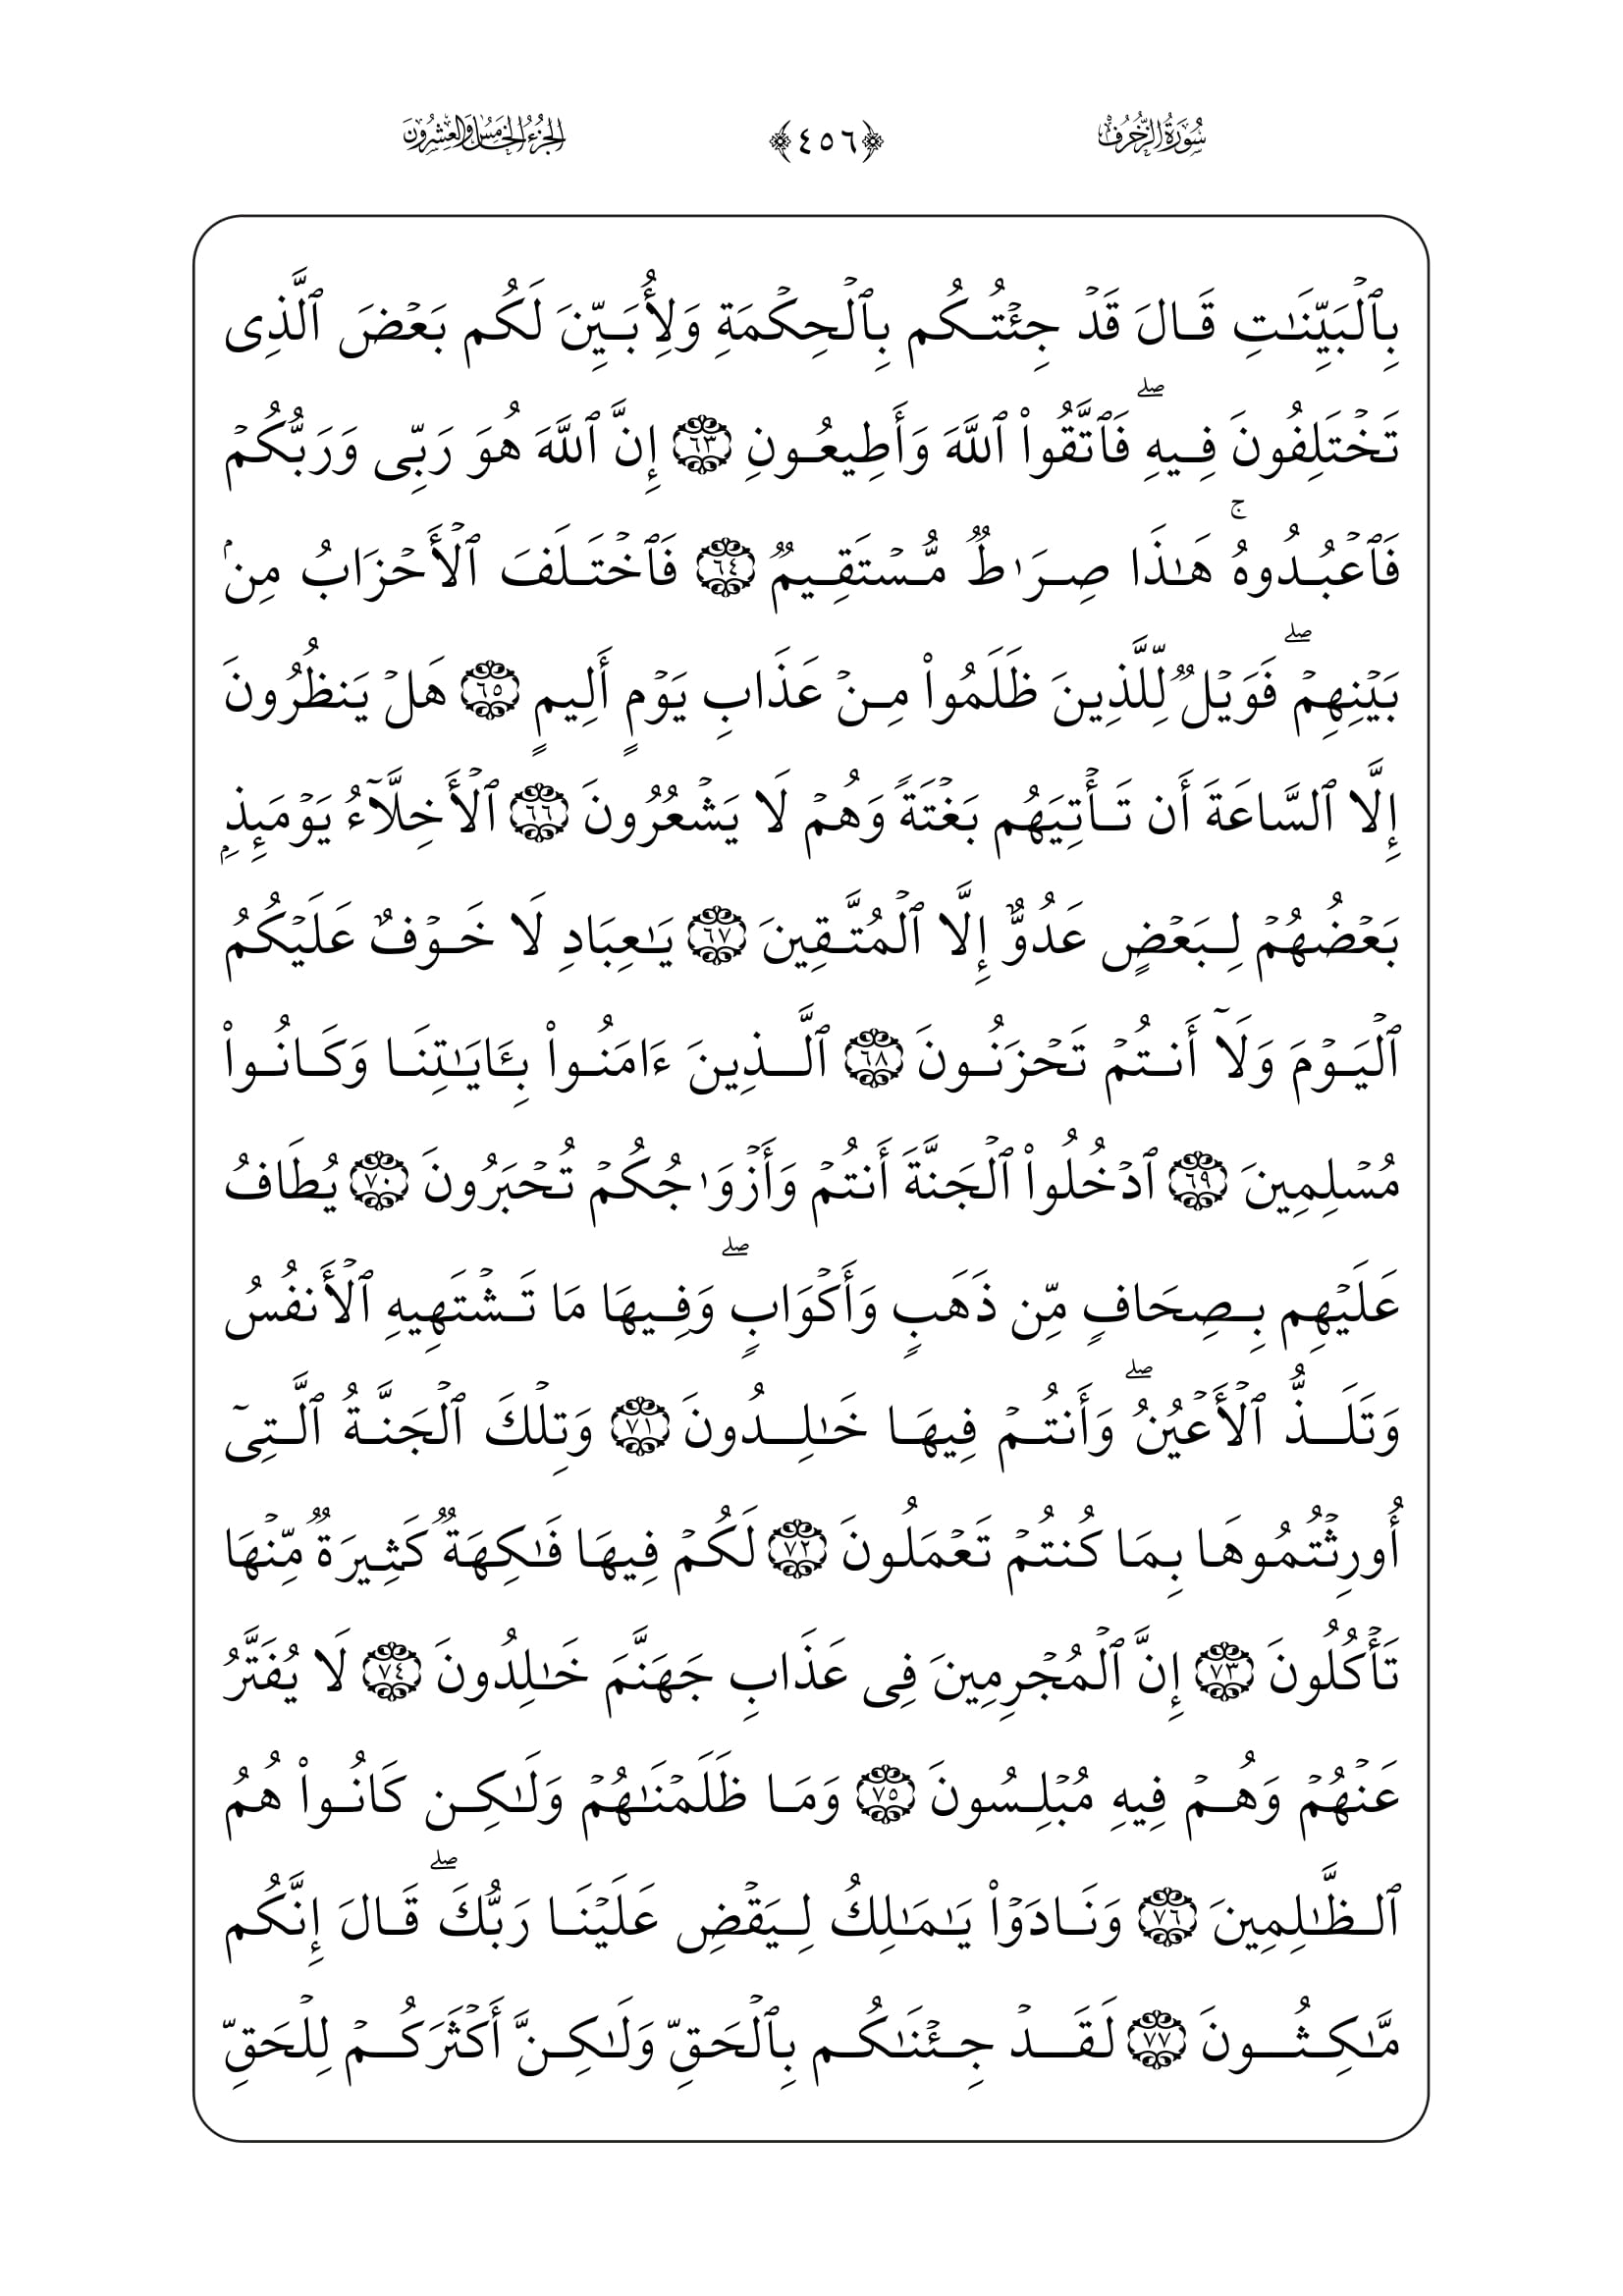 سُورَةُ الزُّخۡرُفِ ﴿٤٥٦﴾ الجُزۡءُ الخَامِسُ وَالعِشۡرُونَ
بِٱلۡبَيِّنَٰتِ قَالَ قَدۡ جِئۡتُكُم بِٱلۡحِكۡمَةِ وَلِأُبَيِّنَ لَكُم بَعۡضَ ٱلَّذِى
تَخۡتَلِفُونَ فِيهِۖ فَٱتَّقُواْ ٱللَّهَ وَأَطِيعُونِ ٦٣ إِنَّ ٱللَّهَ هُوَ رَبِّى وَرَبُّكُمۡ
فَٱعۡبُدُوهُۚ هَٰذَا صِرَٰطٌ مُّسۡتَقِيمٌ ٦٤ فَٱخۡتَلَفَ ٱلۡأَحۡزَابُ مِنۢ
بَيۡنِهِمۡۖ فَوَيۡلٌ لِّلَّذِينَ ظَلَمُواْ مِنۡ عَذَابِ يَوۡمٍ أَلِيمٍ ٦٥ هَلۡ يَنظُرُونَ
إِلَّا ٱلسَّاعَةَ أَن تَأۡتِيَهُم بَغۡتَةً وَهُمۡ لَا يَشۡعُرُونَ ٦٦ ٱلۡأَخِلَّآءُ يَوۡمَئِذِۭ
بَعۡضُهُمۡ لِبَعۡضٍ عَدُوٌّ إِلَّا ٱلۡمُتَّقِينَ ٦٧ يَٰعِبَادِ لَا خَوۡفٌ عَلَيۡكُمُ
ٱلۡيَوۡمَ وَلَآ أَنتُمۡ تَحۡزَنُونَ ٦٨ ٱلَّذِينَ ءَامَنُواْ بِـَٔايَٰتِنَا وَكَانُواْ
مُسۡلِمِينَ ٦٩ ٱدۡخُلُواْ ٱلۡجَنَّةَ أَنتُمۡ وَأَزۡوَٰجُكُمۡ تُحۡبَرُونَ ٧٠ يُطَافُ
عَلَيۡهِم بِصِحَافٍ مِّن ذَهَبٍ وَأَكۡوَابٍۖ وَفِيهَا مَا تَشۡتَهِيهِ ٱلۡأَنفُسُ
وَتَلَذُّ ٱلۡأَعۡيُنُۖ وَأَنتُمۡ فِيهَا خَٰلِدُونَ ٧١ وَتِلۡكَ ٱلۡجَنَّةُ ٱلَّتِىٓ
أُورِثۡتُمُوهَا بِمَا كُنتُمۡ تَعۡمَلُونَ ٧٢ لَكُمۡ فِيهَا فَٰكِهَةٌ كَثِيرَةٌ مِّنۡهَا
تَأۡكُلُونَ ٧٣ إِنَّ ٱلۡمُجۡرِمِينَ فِى عَذَابِ جَهَنَّمَ خَٰلِدُونَ ٧٤ لَا يُفَتَّرُ
عَنۡهُمۡ وَهُمۡ فِيهِ مُبۡلِسُونَ ٧٥ وَمَا ظَلَمۡنَٰهُمۡ وَلَٰكِن كَانُواْ هُمُ
ٱلظَّٰلِمِينَ ٧٦ وَنَادَوۡاْ يَٰمَٰلِكُ لِيَقۡضِ عَلَيۡنَا رَبُّكَۖ قَالَ إِنَّكُم
مَّٰكِثُونَ ٧٧ لَقَدۡ جِئۡنَٰكُم بِٱلۡحَقِّ وَلَٰكِنَّ أَكۡثَرَكُمۡ لِلۡحَقِّ